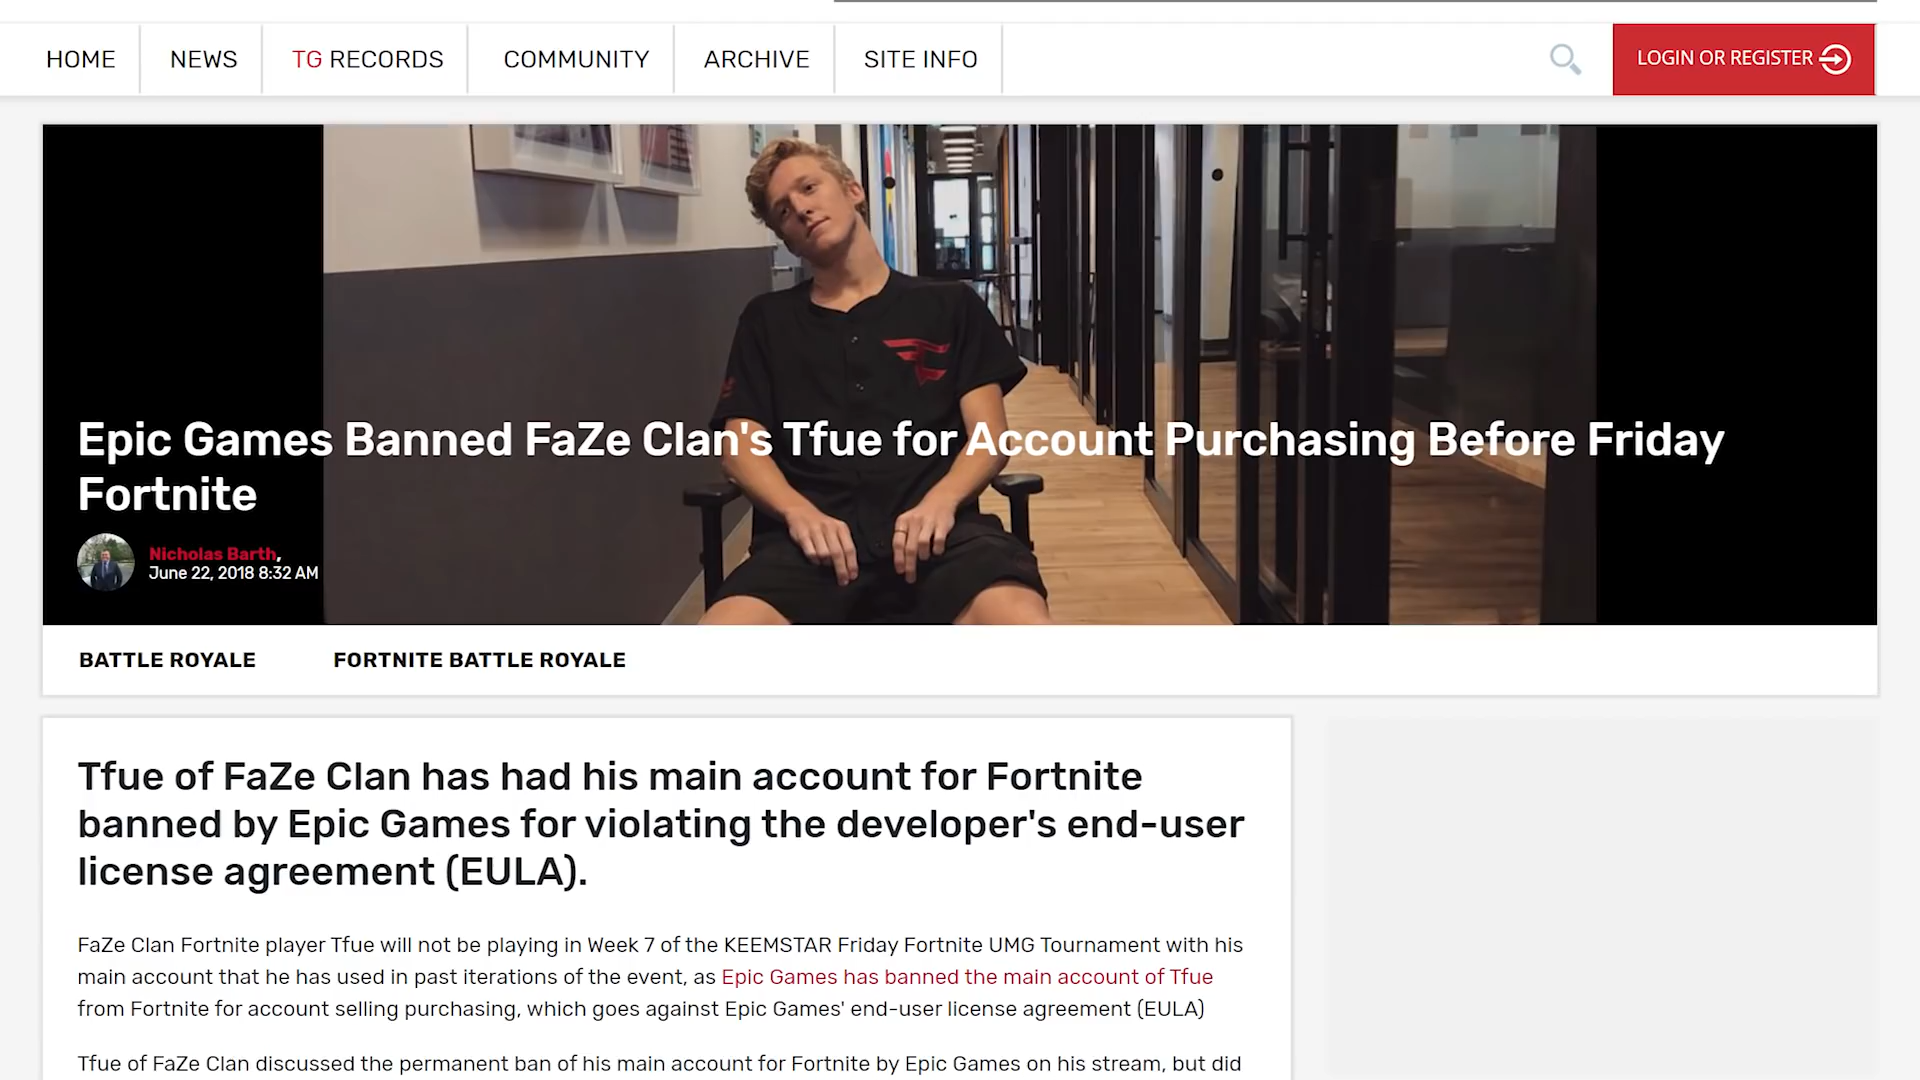 HOME
NEWS
TG RECORDS
COMMUNITY
ARCHIVE
SITE INFO
LOGIN OR REGISTER
Epic Games Banned FaZe Clan's Tfue for Account Purchasing Before Friday
Fortnite
Nicholas Barth,
June 22, 2018 8:32 AM
BATTLE ROYALE
FORTNITE BATTLE ROYALE
Tfue of FaZe Clan has had his main account for Fortnite
banned by Epic Games for violating the developer's end-user
license agreement (EULA).
FaZe Clan Fortnite player Tfue will not be playing in Week 7 of the KEEMSTAR Friday Fortnite UMG Tournament with his
main account that he has used in past iterations of the event, as Epic Games has banned the main account of Tfue
from Fortnite for account selling purchasing, which goes against Epic Games' end-user license agreement (EULA)
Tfue of FaZe Clan discussed the permanent ban of his main account for Fortnite by Epic Games on his stream, but did